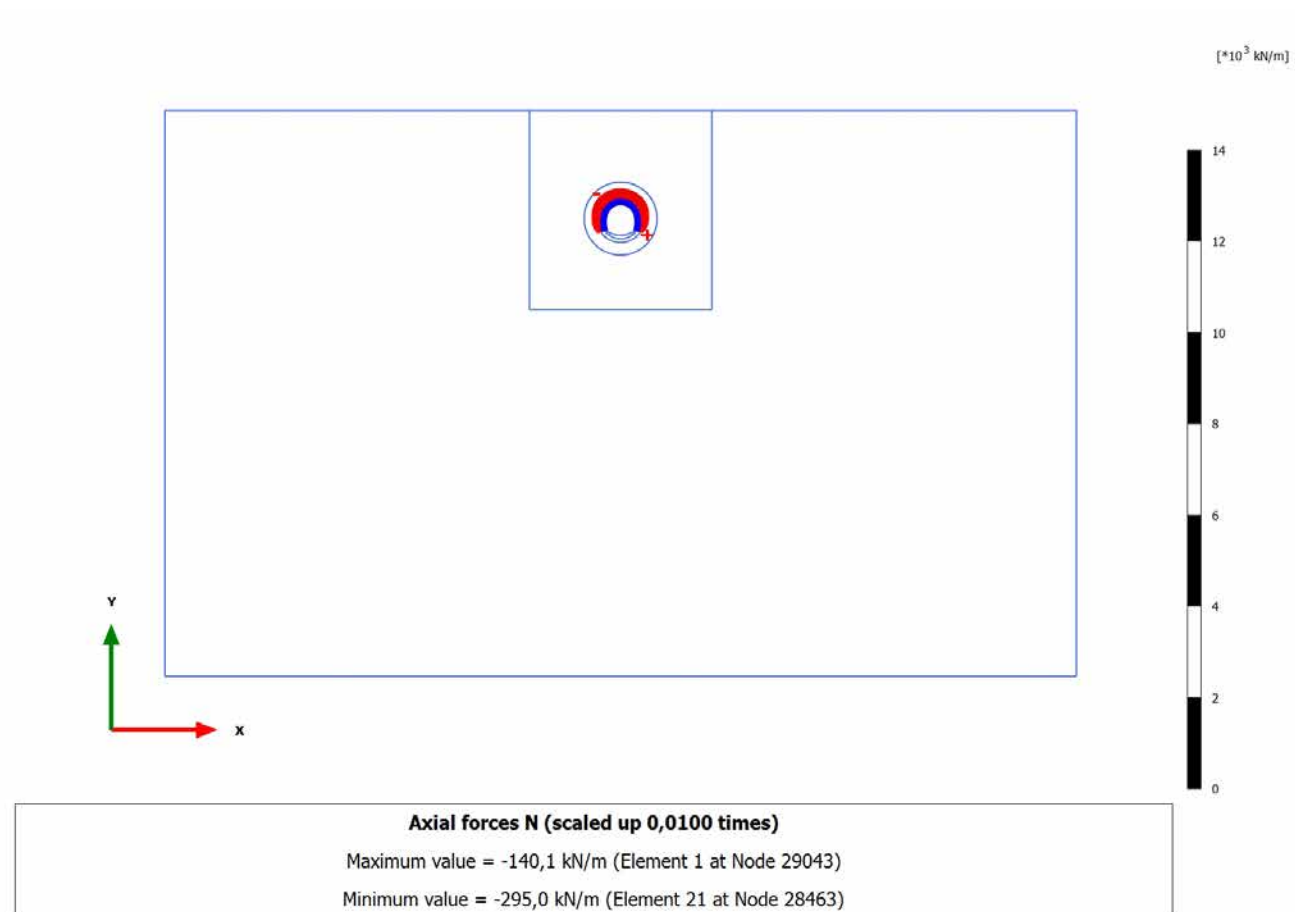 [*10³ kN/m]
14
12
10
8
6
4
2
0
Y
X
- 
+
Axial forces N (scaled up 0,0100 times)
Maximum value = -140,1 kN/m (Element 1 at Node 29043)
Minimum value = -295,0 kN/m (Element 21 at Node 28463)